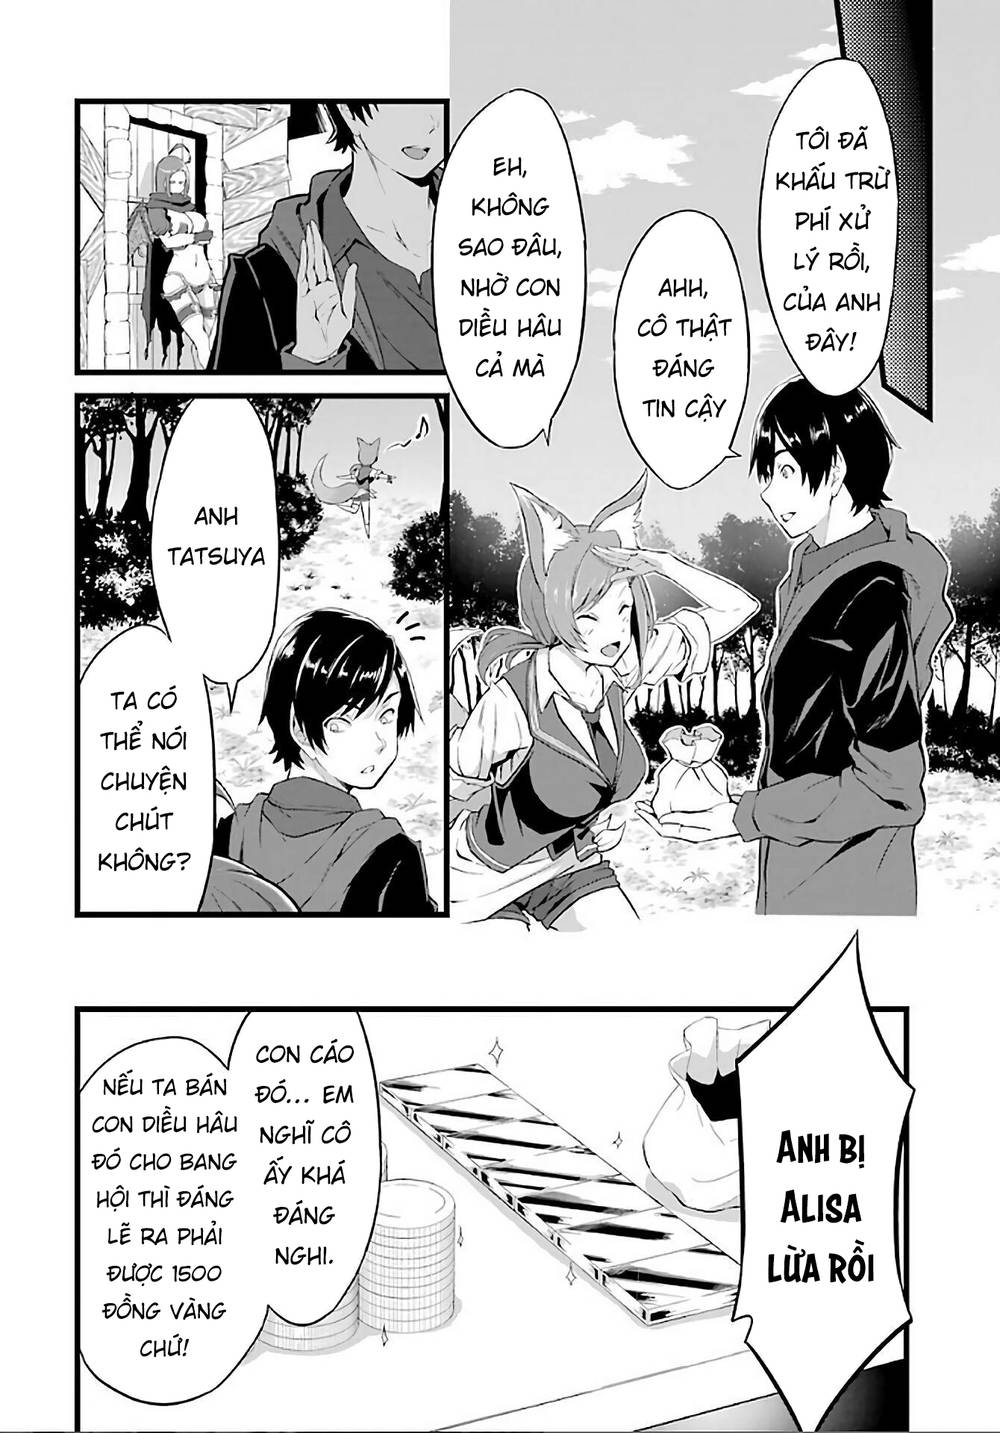 TÔI ĐÃ
KHẤU TRỪ
PHÍ XỬ
LÝ RỒI,
CỦA ANH
ĐÂY!
AHH,
CÔ THẬT
ĐÁNG
TIN CẬY
EH,
KHÔNG
SAO ĐÂU,
NHỜ CON
DIỀU HÂU
CẢ MÀ
ANH
TATSUYA
TA CÓ
THỂ NÓI
CHUYỆN
CHÚT
KHÔNG?
ANH BỊ
ALISA
LỪA RỒI
CON CÁO
ĐÓ... EM
NGHĨ CÔ
ẤY KHÁ
ĐÁNG
NGHI.
NẾU TA BÁN
CON DIỀU HÂU
ĐÓ CHO BANG
HỘI THÌ ĐÁNG
LẼ RA PHẢI
ĐƯỢC 1500
ĐỒNG VÀNG
CHỨ!